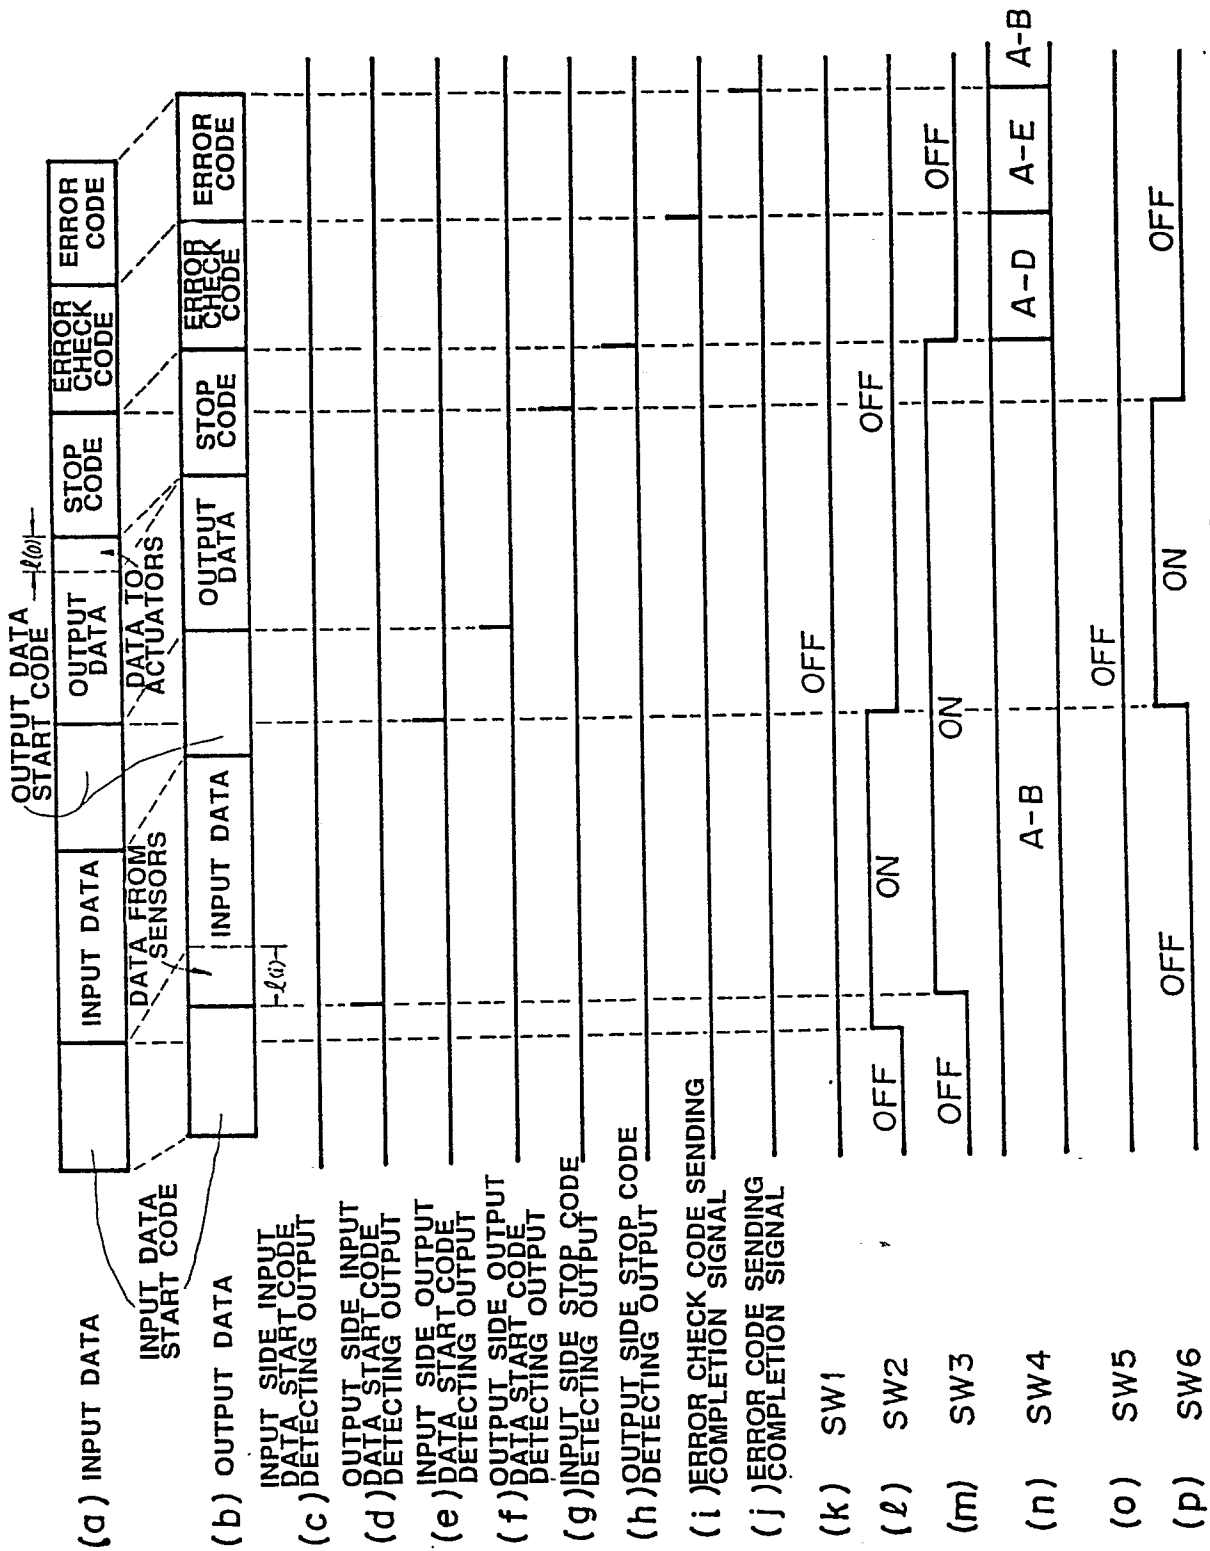 (a) INPUT DATA
INPUT DATA
OUTPUT DATA
START CODE
OUTPUT DATA
ℓ(o)
STOP
CODE
ERROR
CHECK
CODE
ERROR
CODE
INPUT DATA
START CODE
DATA FROM
SENSORS
DATA TO
ACTUATORS
(b) OUTPUT DATA
INPUT DATA
ℓ(i)
OUTPUT
DATA
STOP
CODE
ERROR
CHECK
CODE
ERROR
CODE
(c) INPUT SIDE INPUT
DATA START CODE
DETECTING OUTPUT
(d) OUTPUT SIDE INPUT
DATA START CODE
DETECTING OUTPUT
(e) INPUT SIDE OUTPUT
DATA START CODE
DETECTING OUTPUT
(f) OUTPUT SIDE OUTPUT
DATA START CODE
DETECTING OUTPUT
(g) INPUT SIDE STOP CODE
DETECTING OUTPUT
(h) OUTPUT SIDE STOP CODE
DETECTING OUTPUT
(i) ERROR CHECK CODE SENDING
COMPLETION SIGNAL
(j) ERROR CODE SENDING
COMPLETION SIGNAL
(k) SW1 OFF
(ℓ) SW2 OFF ON OFF
(m) SW3 OFF ON OFF
(n) SW4 A-B A-D A-E A-B
(o) SW5 OFF
(p) SW6 OFF ON OFF